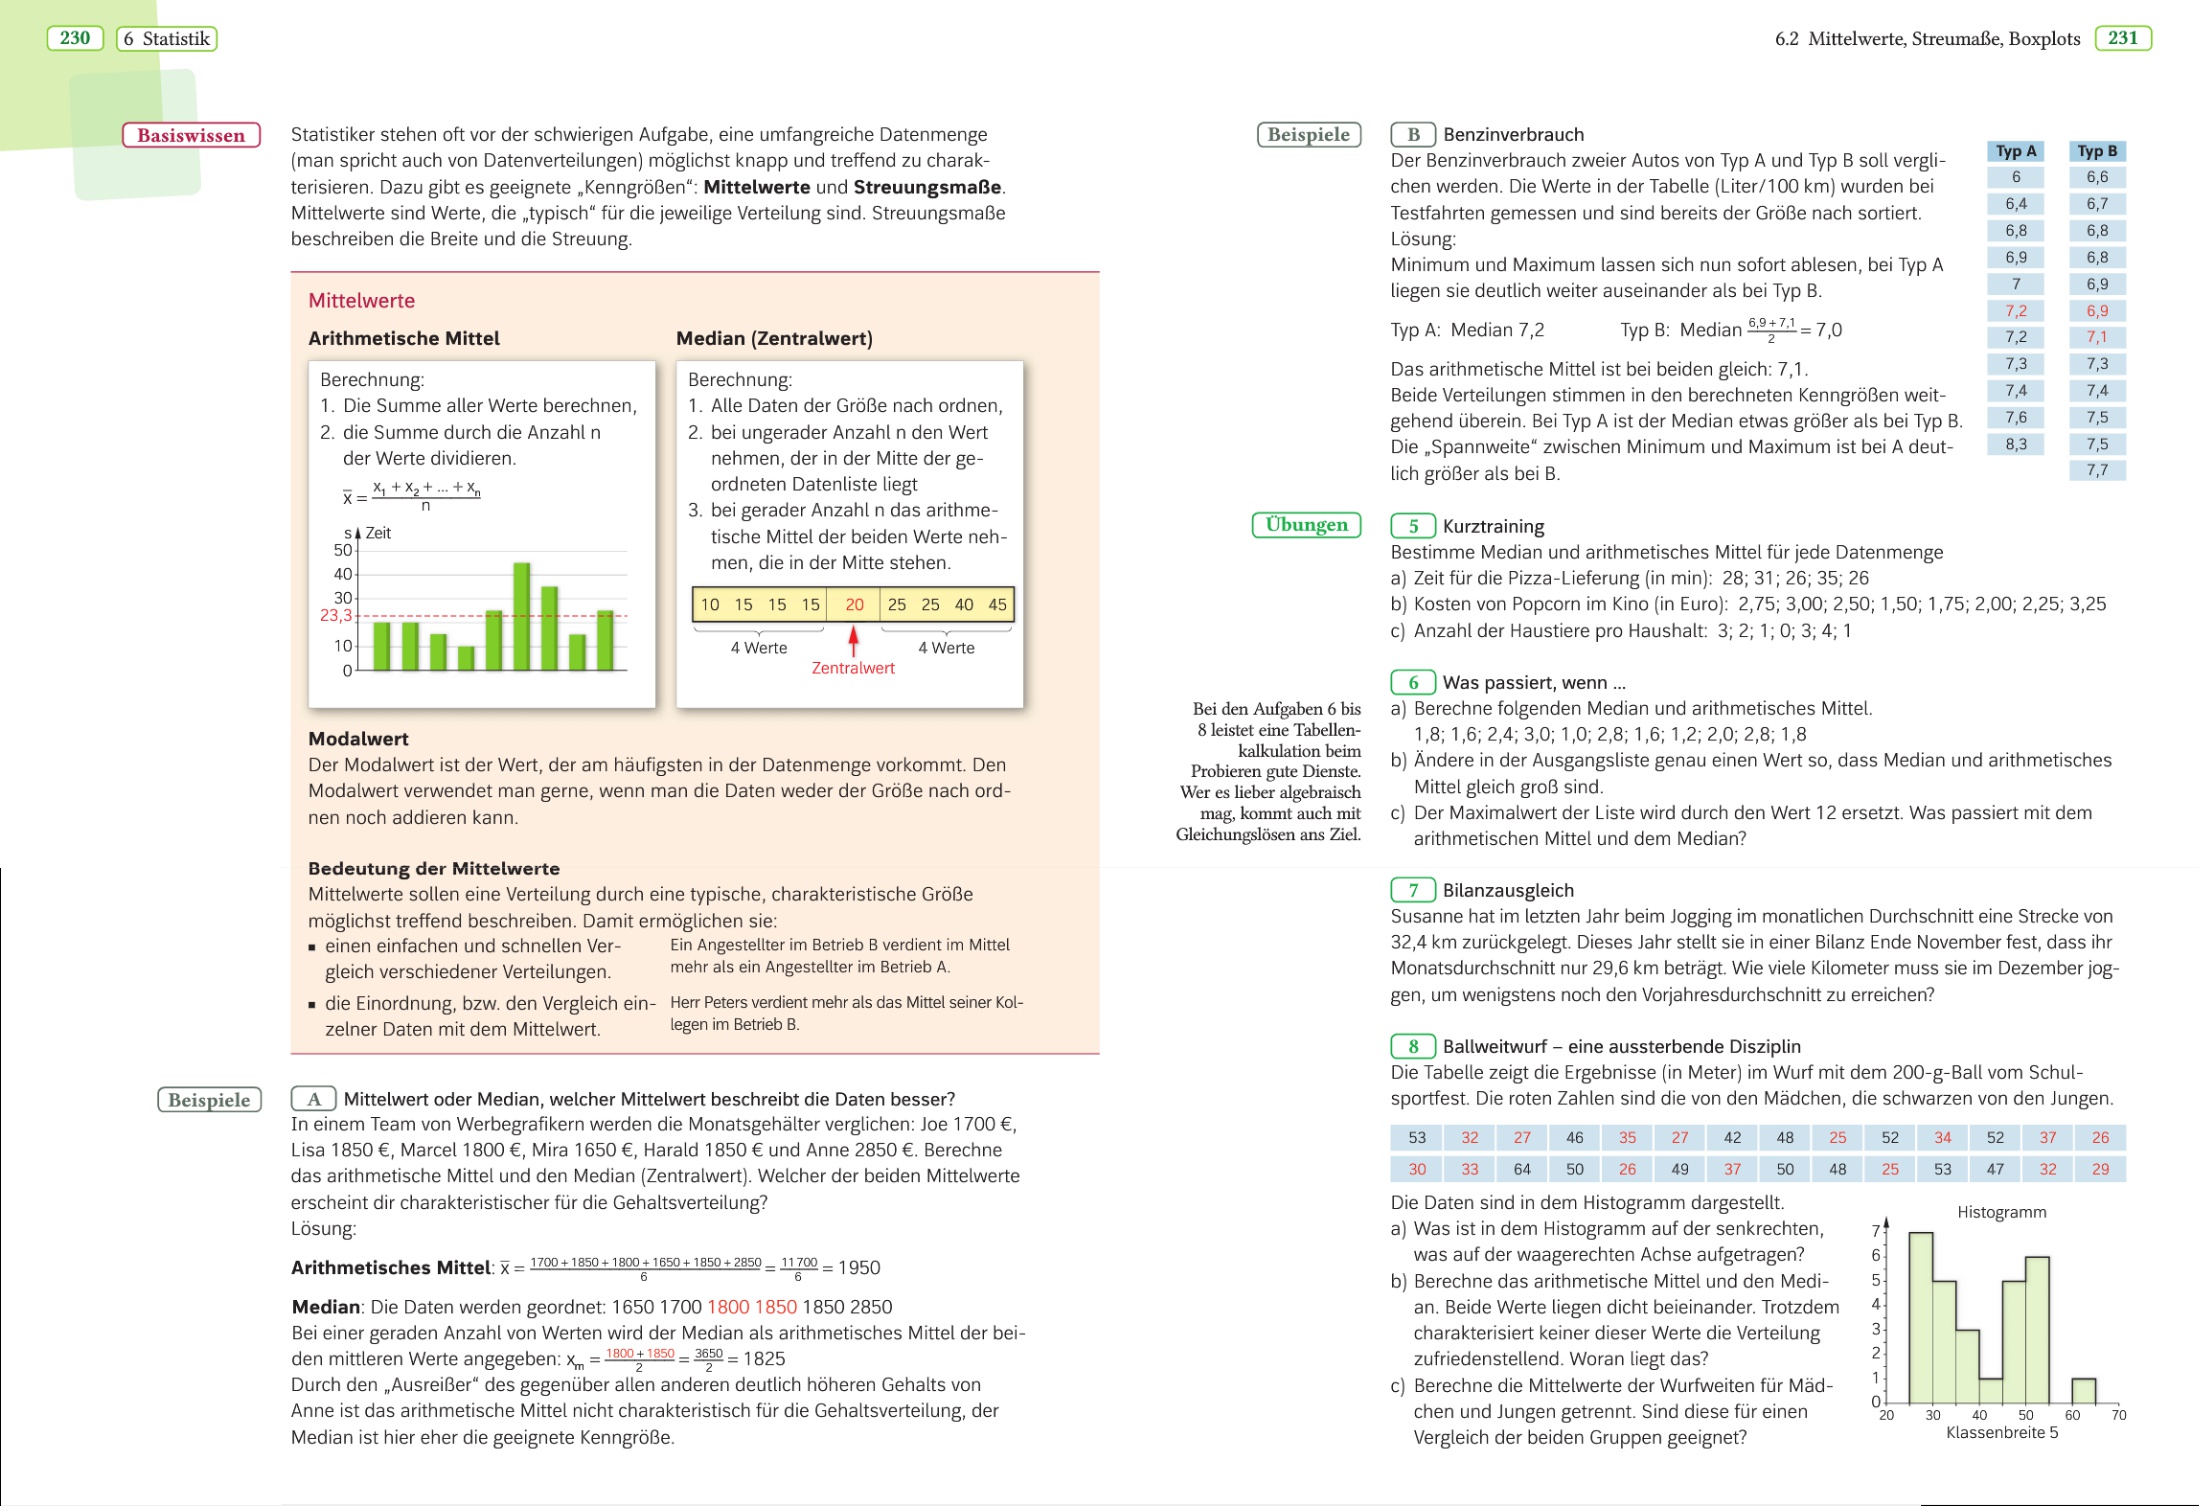 230 6 Statistik
Basiswissen
Statistiker stehen oft vor der schwierigen Aufgabe, eine umfangreiche Datenmenge
(man spricht auch von Datenverteilungen) möglichst knapp und treffend zu charak-
terisieren. Dazu gibt es geeignete „Kenngrößen“: Mittelwerte und Streuungsmaße.
Mittelwerte sind Werte, die „typisch“ für die jeweilige Verteilung sind. Streuungsmaße
beschreiben die Breite und die Streuung.
Mittelwerte
Arithmetische Mittel
Berechnung:
1. Die Summe aller Werte berechnen,
2. die Summe durch die Anzahl n
der Werte dividieren.
x̄ = (x₁ + x₂ + ... + xₙ)/n
s Zeit
50
40
30
23,3
10
0
Median (Zentralwert)
Berechnung:
1. Alle Daten der Größe nach ordnen,
2. bei ungerader Anzahl n den Wert
nehmen, der in der Mitte der ge-
ordneten Datenliste liegt
3. bei gerader Anzahl n das arithme-
tische Mittel der beiden Werte neh-
men, die in der Mitte stehen.
10 15 15 15 20 25 25 40 45
4 Werte 4 Werte
Zentralwert
Modalwert
Der Modalwert ist der Wert, der am häufigsten in der Datenmenge vorkommt. Den
Modalwert verwendet man gerne, wenn man die Daten weder der Größe nach ord-
nen noch addieren kann.
Bedeutung der Mittelwerte
Mittelwerte sollen eine Verteilung durch eine typische, charakteristische Größe
möglichst treffend beschreiben. Damit ermöglichen sie:
▪ einen einfachen und schnellen Ver-
gleich verschiedener Verteilungen.
Ein Angestellter im Betrieb B verdient im Mittel
mehr als ein Angestellter im Betrieb A.
▪ die Einordnung, bzw. den Vergleich ein-
zelner Daten mit dem Mittelwert.
Herr Peters verdient mehr als das Mittel seiner Kol-
legen im Betrieb B.
Beispiele
A Mittelwert oder Median, welcher Mittelwert beschreibt die Daten besser?
In einem Team von Werbegrafikern werden die Monatsgehälter verglichen: Joe 1700 €,
Lisa 1850 €, Marcel 1800 €, Mira 1650 €, Harald 1850 € und Anne 2850 €. Berechne
das arithmetische Mittel und den Median (Zentralwert). Welcher der beiden Mittelwerte
erscheint dir charakteristischer für die Gehaltsverteilung?
Lösung:
Arithmetisches Mittel: x̄ = (1700 + 1850 + 1800 + 1650 + 1850 + 2850)/6 = 11 700/6 = 1950
Median: Die Daten werden geordnet: 1650 1700 1800 1850 1850 2850
Bei einer geraden Anzahl von Werten wird der Median als arithmetisches Mittel der bei-
den mittleren Werte angegeben: xₘ = (1800 + 1850)/2 = 3650/2 = 1825
Durch den „Ausreißer“ des gegenüber allen anderen deutlich höheren Gehalts von
Anne ist das arithmetische Mittel nicht charakteristisch für die Gehaltsverteilung, der
Median ist hier eher die geeignete Kenngröße.
6.2 Mittelwerte, Streumaße, Boxplots 231
Beispiele
B Benzinverbrauch
Der Benzinverbrauch zweier Autos von Typ A und Typ B soll vergli-
chen werden. Die Werte in der Tabelle (Liter/100 km) wurden bei
Testfahrten gemessen und sind bereits der Größe nach sortiert.
Lösung:
Minimum und Maximum lassen sich nun sofort ablesen, bei Typ A
liegen sie deutlich weiter auseinander als bei Typ B.
Typ A: Median 7,2 Typ B: Median (6,9 + 7,1)/2 = 7,0
Das arithmetische Mittel ist bei beiden gleich: 7,1.
Beide Verteilungen stimmen in den berechneten Kenngrößen weit-
gehend überein. Bei Typ A ist der Median etwas größer als bei Typ B.
Die „Spannweite“ zwischen Minimum und Maximum ist bei A deut-
lich größer als bei B.
Typ A Typ B
6 6,6
6,4 6,7
6,8 6,8
6,9 6,8
7 6,9
7,2 6,9
7,2 7,1
7,3 7,3
7,4 7,4
7,6 7,5
8,3 7,5
7,7
Übungen
5 Kurztraining
Bestimme Median und arithmetisches Mittel für jede Datenmenge
a) Zeit für die Pizza-Lieferung (in min): 28; 31; 26; 35; 26
b) Kosten von Popcorn im Kino (in Euro): 2,75; 3,00; 2,50; 1,50; 1,75; 2,00; 2,25; 3,25
c) Anzahl der Haustiere pro Haushalt: 3; 2; 1; 0; 3; 4; 1
Bei den Aufgaben 6 bis
8 leistet eine Tabellen-
kalkulation beim
Probieren gute Dienste.
Wer es lieber algebraisch
mag, kommt auch mit
Gleichungslösen ans Ziel.
6 Was passiert, wenn ...
a) Berechne folgenden Median und arithmetisches Mittel.
1,8; 1,6; 2,4; 3,0; 1,0; 2,8; 1,6; 1,2; 2,0; 2,8; 1,8
b) Ändere in der Ausgangsliste genau einen Wert so, dass Median und arithmetisches
Mittel gleich groß sind.
c) Der Maximalwert der Liste wird durch den Wert 12 ersetzt. Was passiert mit dem
arithmetischen Mittel und dem Median?
7 Bilanzausgleich
Susanne hat im letzten Jahr beim Jogging im monatlichen Durchschnitt eine Strecke von
32,4 km zurückgelegt. Dieses Jahr stellt sie in einer Bilanz Ende November fest, dass ihr
Monatsdurchschnitt nur 29,6 km beträgt. Wie viele Kilometer muss sie im Dezember jog-
gen, um wenigstens noch den Vorjahresdurchschnitt zu erreichen?
8 Ballweitwurf – eine aussterbende Disziplin
Die Tabelle zeigt die Ergebnisse (in Meter) im Wurf mit dem 200-g-Ball vom Schul-
sportfest. Die roten Zahlen sind die von den Mädchen, die schwarzen von den Jungen.
53 32 27 46 35 27 42 48 25 52 34 52 37 26
30 33 64 50 26 49 37 50 48 25 53 47 32 29
Die Daten sind in dem Histogramm dargestellt.
a) Was ist in dem Histogramm auf der senkrechten,
was auf der waagerechten Achse aufgetragen?
b) Berechne das arithmetische Mittel und den Medi-
an. Beide Werte liegen dicht beieinander. Trotzdem
charakterisiert keiner dieser Werte die Verteilung
zufriedenstellend. Woran liegt das?
c) Berechne die Mittelwerte der Wurfweiten für Mäd-
chen und Jungen getrennt. Sind diese für einen
Vergleich der beiden Gruppen geeignet?
Histogramm
7
6
5
4
3
2
1
0
20 30 40 50 60 70
Klassenbreite 5